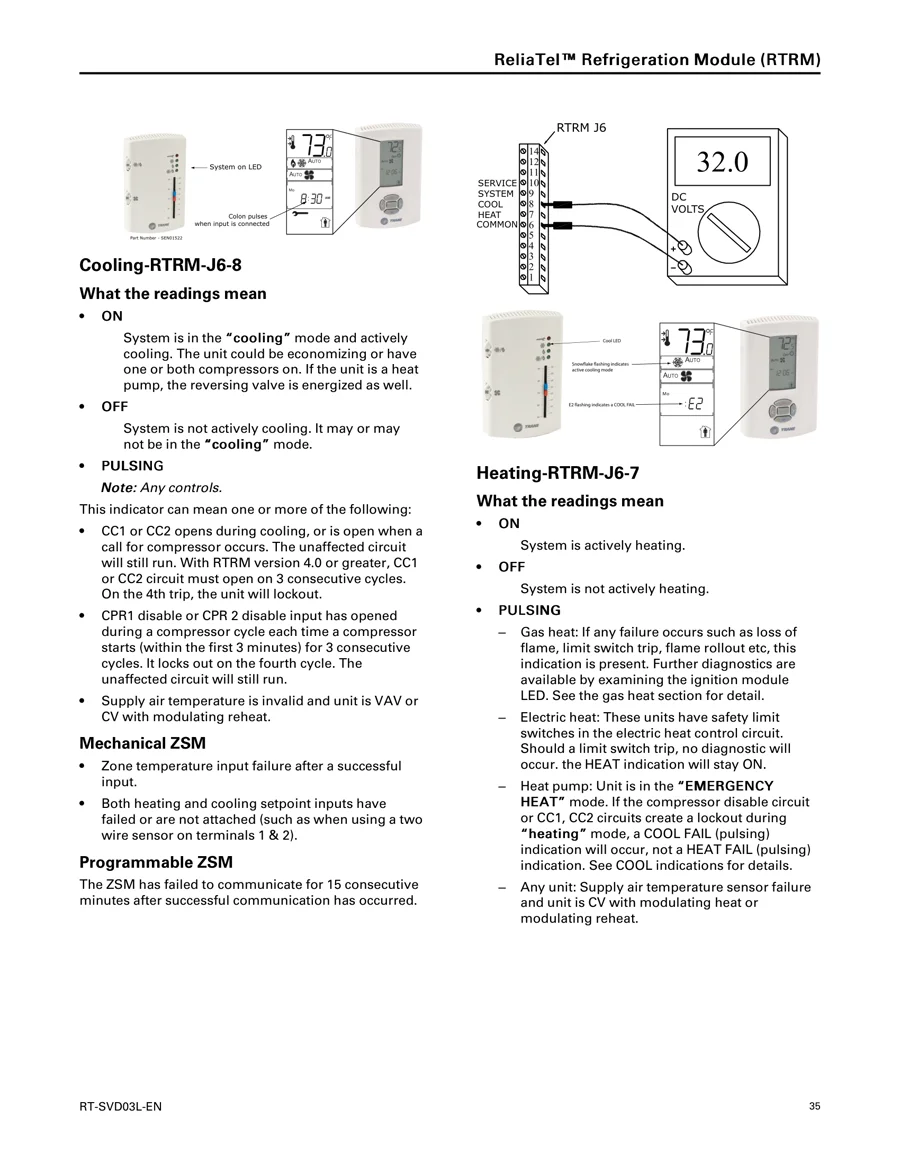 ReliaTel™ Refrigeration Module (RTRM)
System on LED
Colon pulses
when input is connected
Part Number - SEN01522
73.0
°F
AUTO
AUTO
Mo
8:30 AM
TRANE
Cooling-RTRM-J6-8
What the readings mean
• ON
System is in the “cooling” mode and actively
cooling. The unit could be economizing or have
one or both compressors on. If the unit is a heat
pump, the reversing valve is energized as well.
• OFF
System is not actively cooling. It may or may
not be in the “cooling” mode.
• PULSING
Note: Any controls.
This indicator can mean one or more of the following:
• CC1 or CC2 opens during cooling, or is open when a
call for compressor occurs. The unaffected circuit
will still run. With RTRM version 4.0 or greater, CC1
or CC2 circuit must open on 3 consecutive cycles.
On the 4th trip, the unit will lockout.
• CPR1 disable or CPR 2 disable input has opened
during a compressor cycle each time a compressor
starts (within the first 3 minutes) for 3 consecutive
cycles. It locks out on the fourth cycle. The
unaffected circuit will still run.
• Supply air temperature is invalid and unit is VAV or
CV with modulating reheat.
Mechanical ZSM
• Zone temperature input failure after a successful
input.
• Both heating and cooling setpoint inputs have
failed or are not attached (such as when using a two
wire sensor on terminals 1 & 2).
Programmable ZSM
The ZSM has failed to communicate for 15 consecutive
minutes after successful communication has occurred.
RTRM J6
14
12
11
SERVICE 10
SYSTEM 9
COOL 8
HEAT 7
COMMON 6
5
4
3
2
1
32.0
DC
VOLTS
+
–
Cool LED
Snowflake flashing indicates
active cooling mode
E2 flashing indicates a COOL FAIL
73.0
°F
AUTO
AUTO
Mo
:E2
TRANE
Heating-RTRM-J6-7
What the readings mean
• ON
System is actively heating.
• OFF
System is not actively heating.
• PULSING
– Gas heat: If any failure occurs such as loss of
flame, limit switch trip, flame rollout etc, this
indication is present. Further diagnostics are
available by examining the ignition module
LED. See the gas heat section for detail.
– Electric heat: These units have safety limit
switches in the electric heat control circuit.
Should a limit switch trip, no diagnostic will
occur. the HEAT indication will stay ON.
– Heat pump: Unit is in the “EMERGENCY
HEAT” mode. If the compressor disable circuit
or CC1, CC2 circuits create a lockout during
“heating” mode, a COOL FAIL (pulsing)
indication will occur, not a HEAT FAIL (pulsing)
indication. See COOL indications for details.
– Any unit: Supply air temperature sensor failure
and unit is CV with modulating heat or
modulating reheat.
RT-SVD03L-EN
35